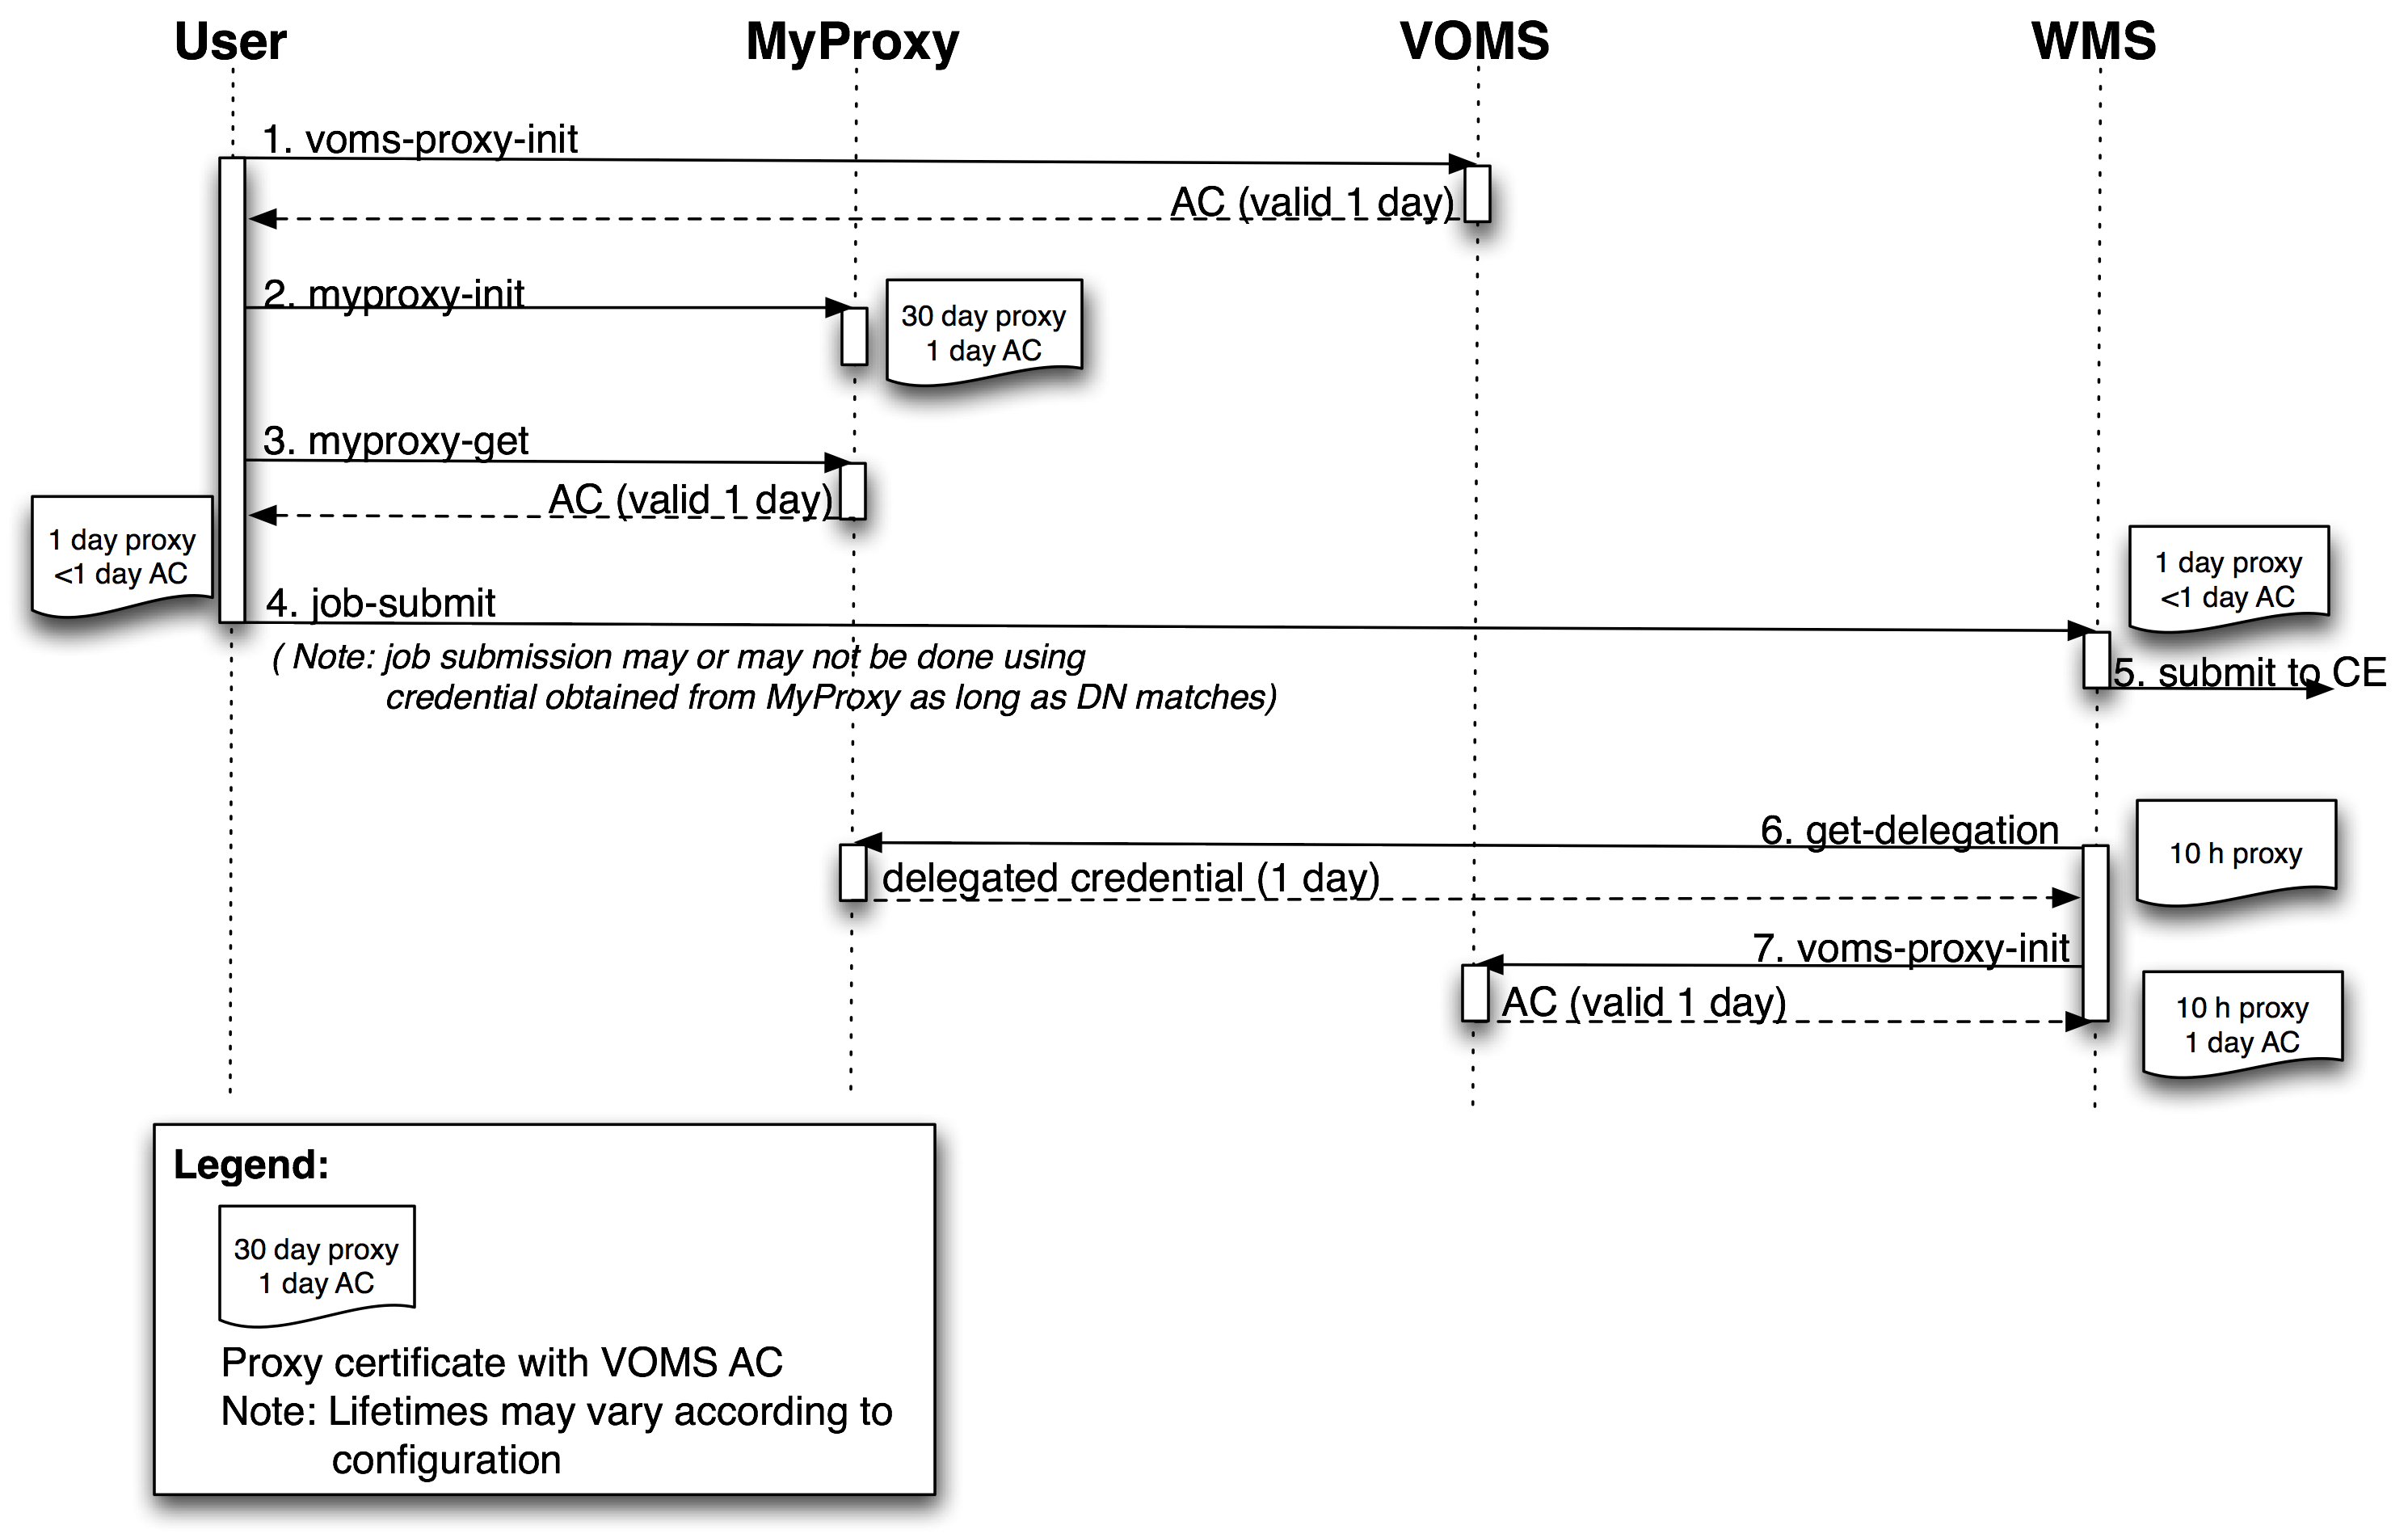 User
MyProxy
VOMS
WMS
1. voms-proxy-init
AC (valid 1 day)
2. myproxy-init
30 day proxy
1 day AC
3. myproxy-get
AC (valid 1 day)
1 day proxy
<1 day AC
1 day proxy
<1 day AC
4. job-submit
( Note: job submission may or may not be done using
credential obtained from MyProxy as long as DN matches)
5. submit to CE
6. get-delegation
10 h proxy
delegated credential (1 day)
7. voms-proxy-init
AC (valid 1 day)
10 h proxy
1 day AC
Legend:
30 day proxy
1 day AC
Proxy certificate with VOMS AC
Note: Lifetimes may vary according to
configuration